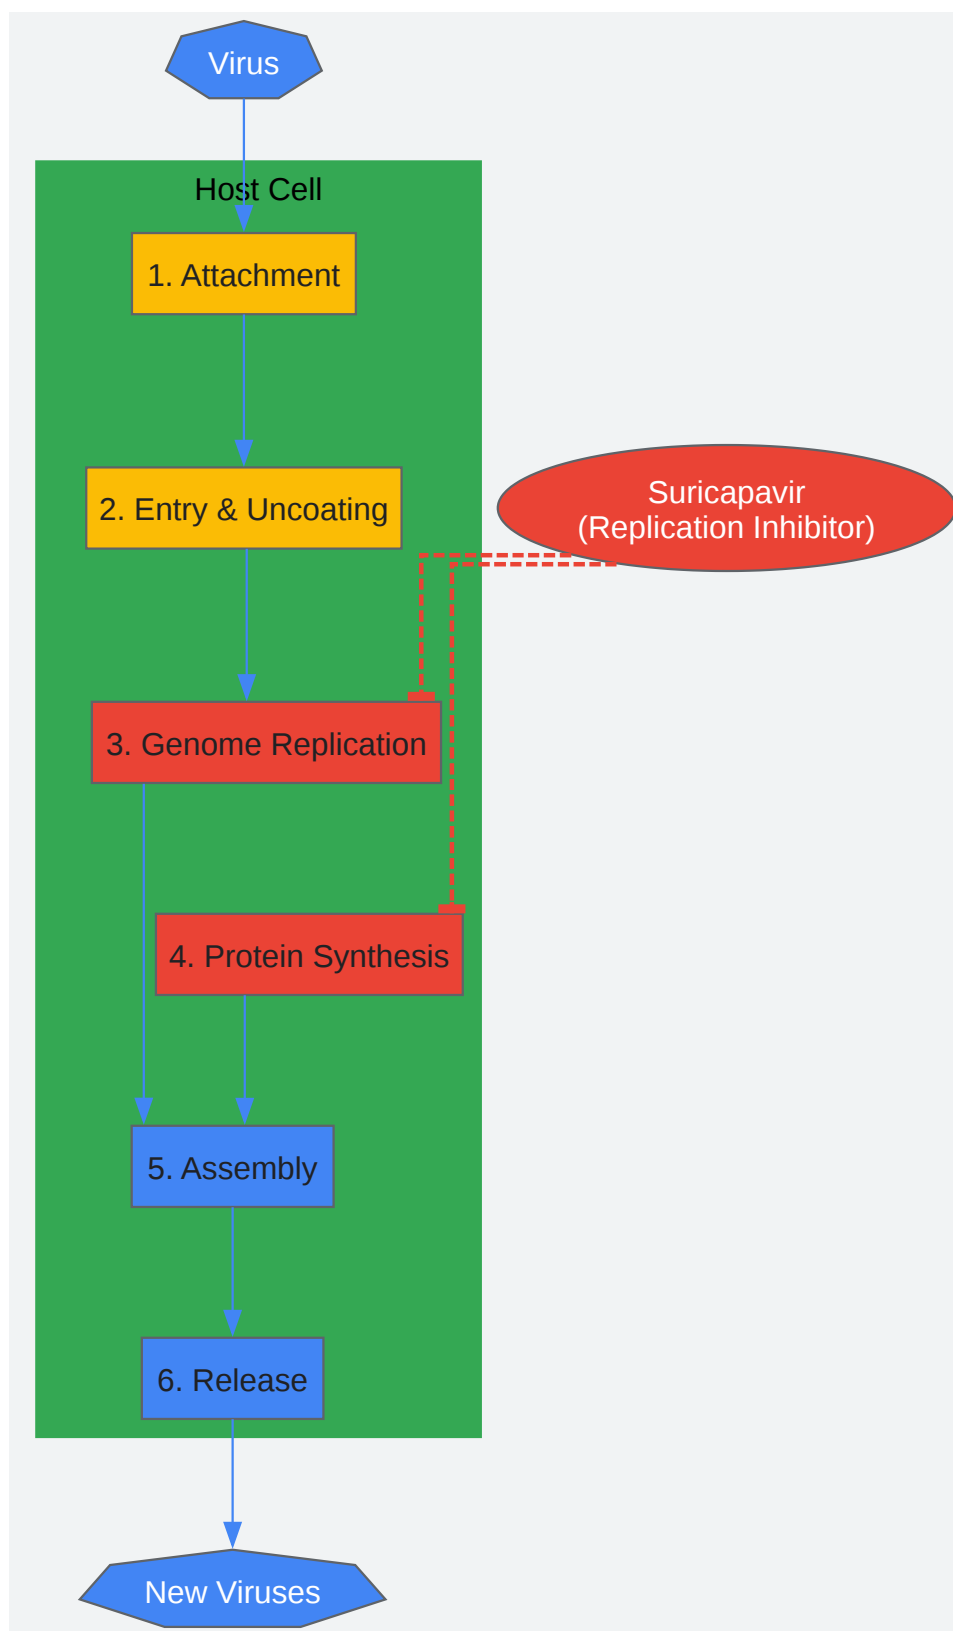 Virus
Host Cell
1. Attachment
2. Entry & Uncoating
Suricapavir
(Replication Inhibitor)
3. Genome Replication
4. Protein Synthesis
5. Assembly
6. Release
New Viruses